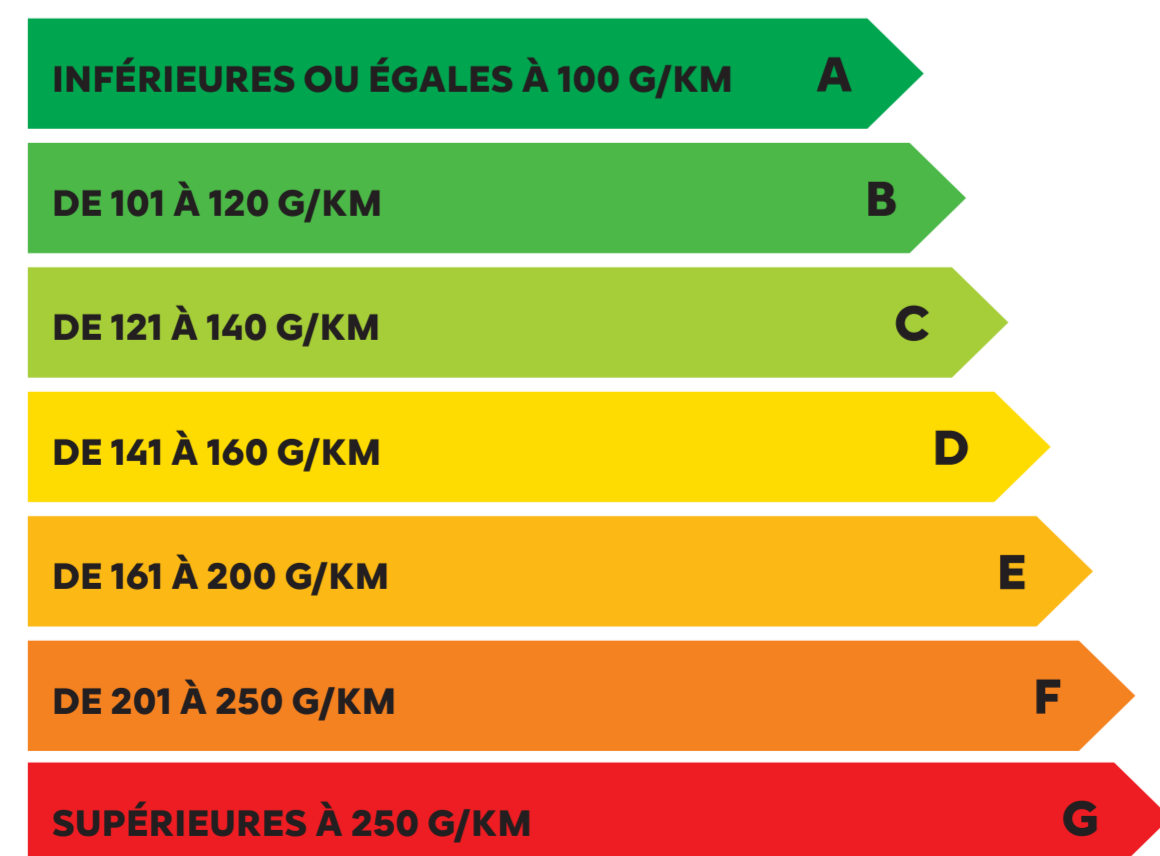 INFÉRIEURES OU ÉGALES À 100 G/KM A
DE 101 À 120 G/KM B
DE 121 À 140 G/KM C
DE 141 À 160 G/KM D
DE 161 À 200 G/KM E
DE 201 À 250 G/KM F
SUPÉRIEURES À 250 G/KM G